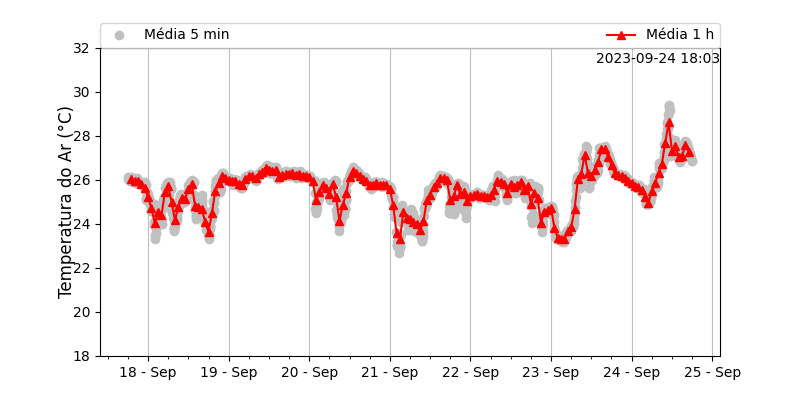 Média 5 min
Média 1 h
2023-09-24 18:03
Temperatura do Ar (°C)
32
30
28
26
24
22
20
18
18 - Sep
19 - Sep
20 - Sep
21 - Sep
22 - Sep
23 - Sep
24 - Sep
25 - Sep